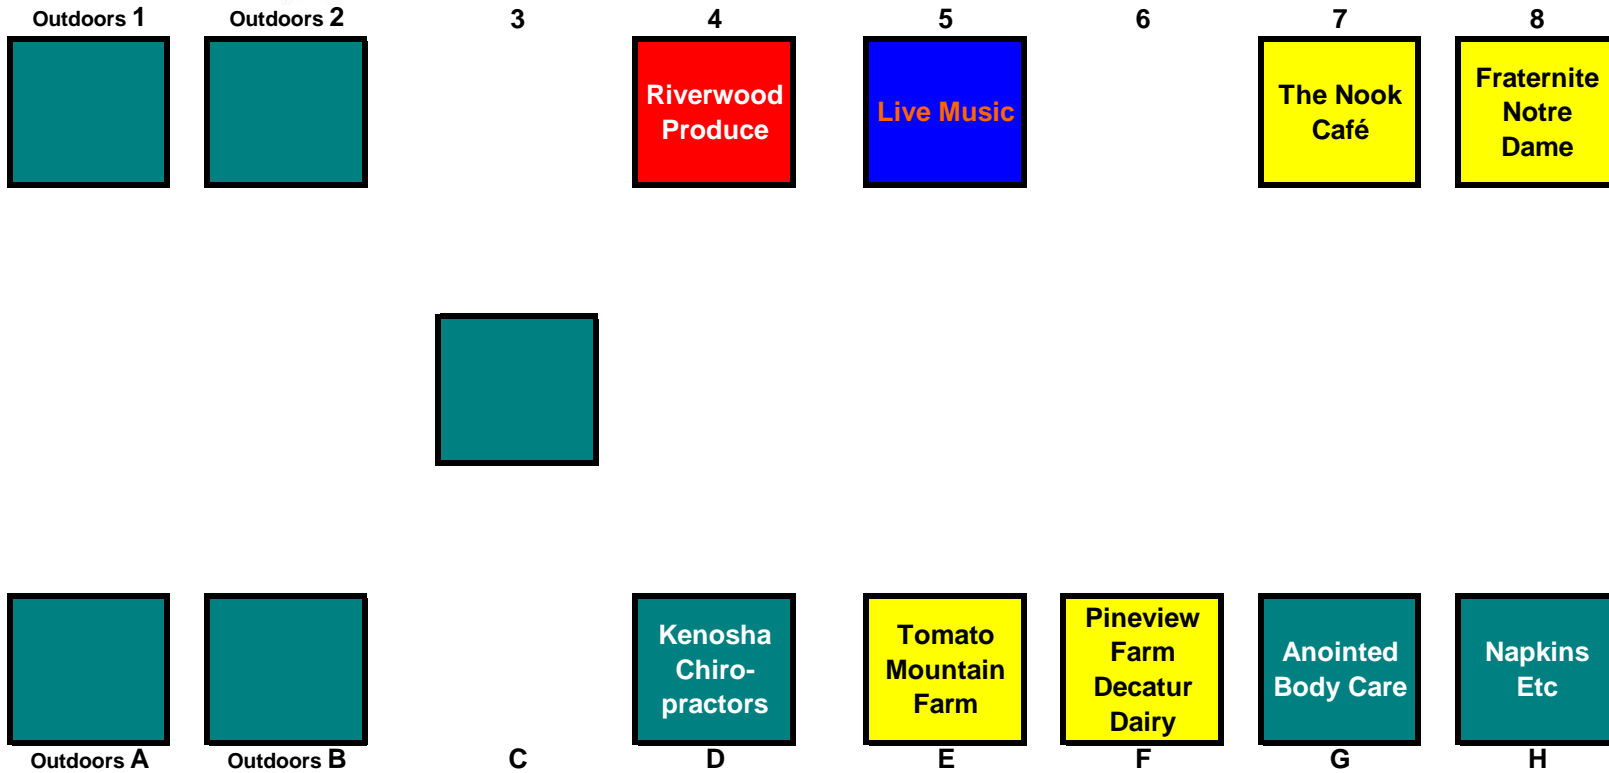 Outdoors 1
Outdoors 2
3
4
5
6
7
8
Riverwood
Produce
Live Music
The Nook
Café
Fraternite
Notre
Dame
Kenosha
Chiro-
practors
Tomato
Mountain
Farm
Pineview
Farm
Decatur
Dairy
Anointed
Body Care
Napkins
Etc
Outdoors A
Outdoors B
C
D
E
F
G
H